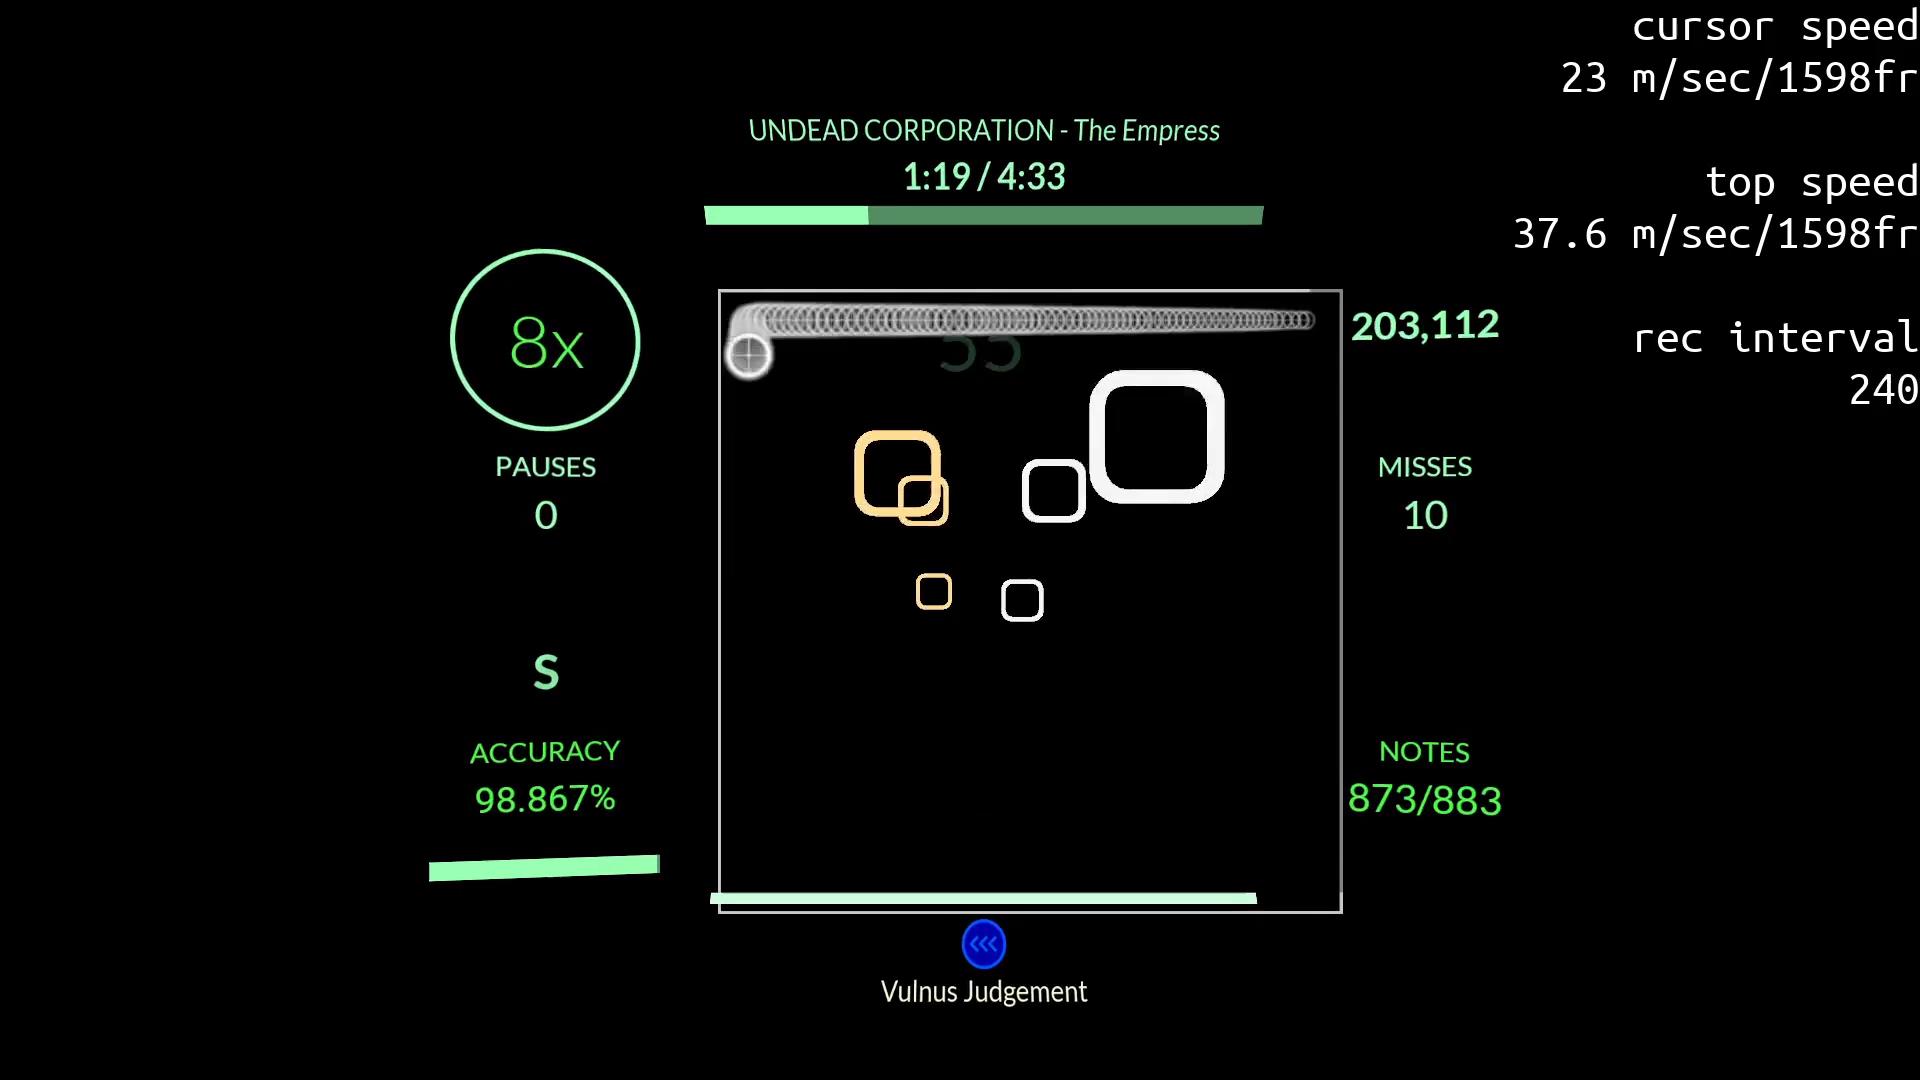 cursor speed
23 m/sec/1598fr
top speed
37.6 m/sec/1598fr
rec interval
240
UNDEAD CORPORATION - The Empress
1:19 / 4:33
8x
203,112
PAUSES
0
MISSES
10
S
ACCURACY
98.867%
NOTES
873/883
Vulnus Judgement